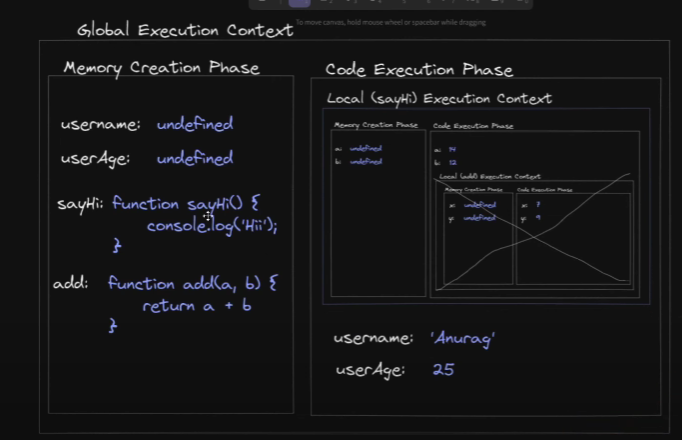 To move canvas, hold mouse wheel or spacebar while dragging
Global Execution Context
Memory Creation Phase
username: undefined
userAge: undefined
sayHi: function sayHi() {
console.log('Hii');
}
add: function add(a, b) {
return a + b
}
Code Execution Phase
Local (sayHi) Execution Context
Memory Creation Phase
a: undefined
b: undefined
Code Execution Phase
a:
b: 12
Local (add) Execution Context
Memory Creation Phase
x: undefined
y: undefined
Code Execution Phase
x: 7
y: 9
username: 'Anurag'
userAge: 25